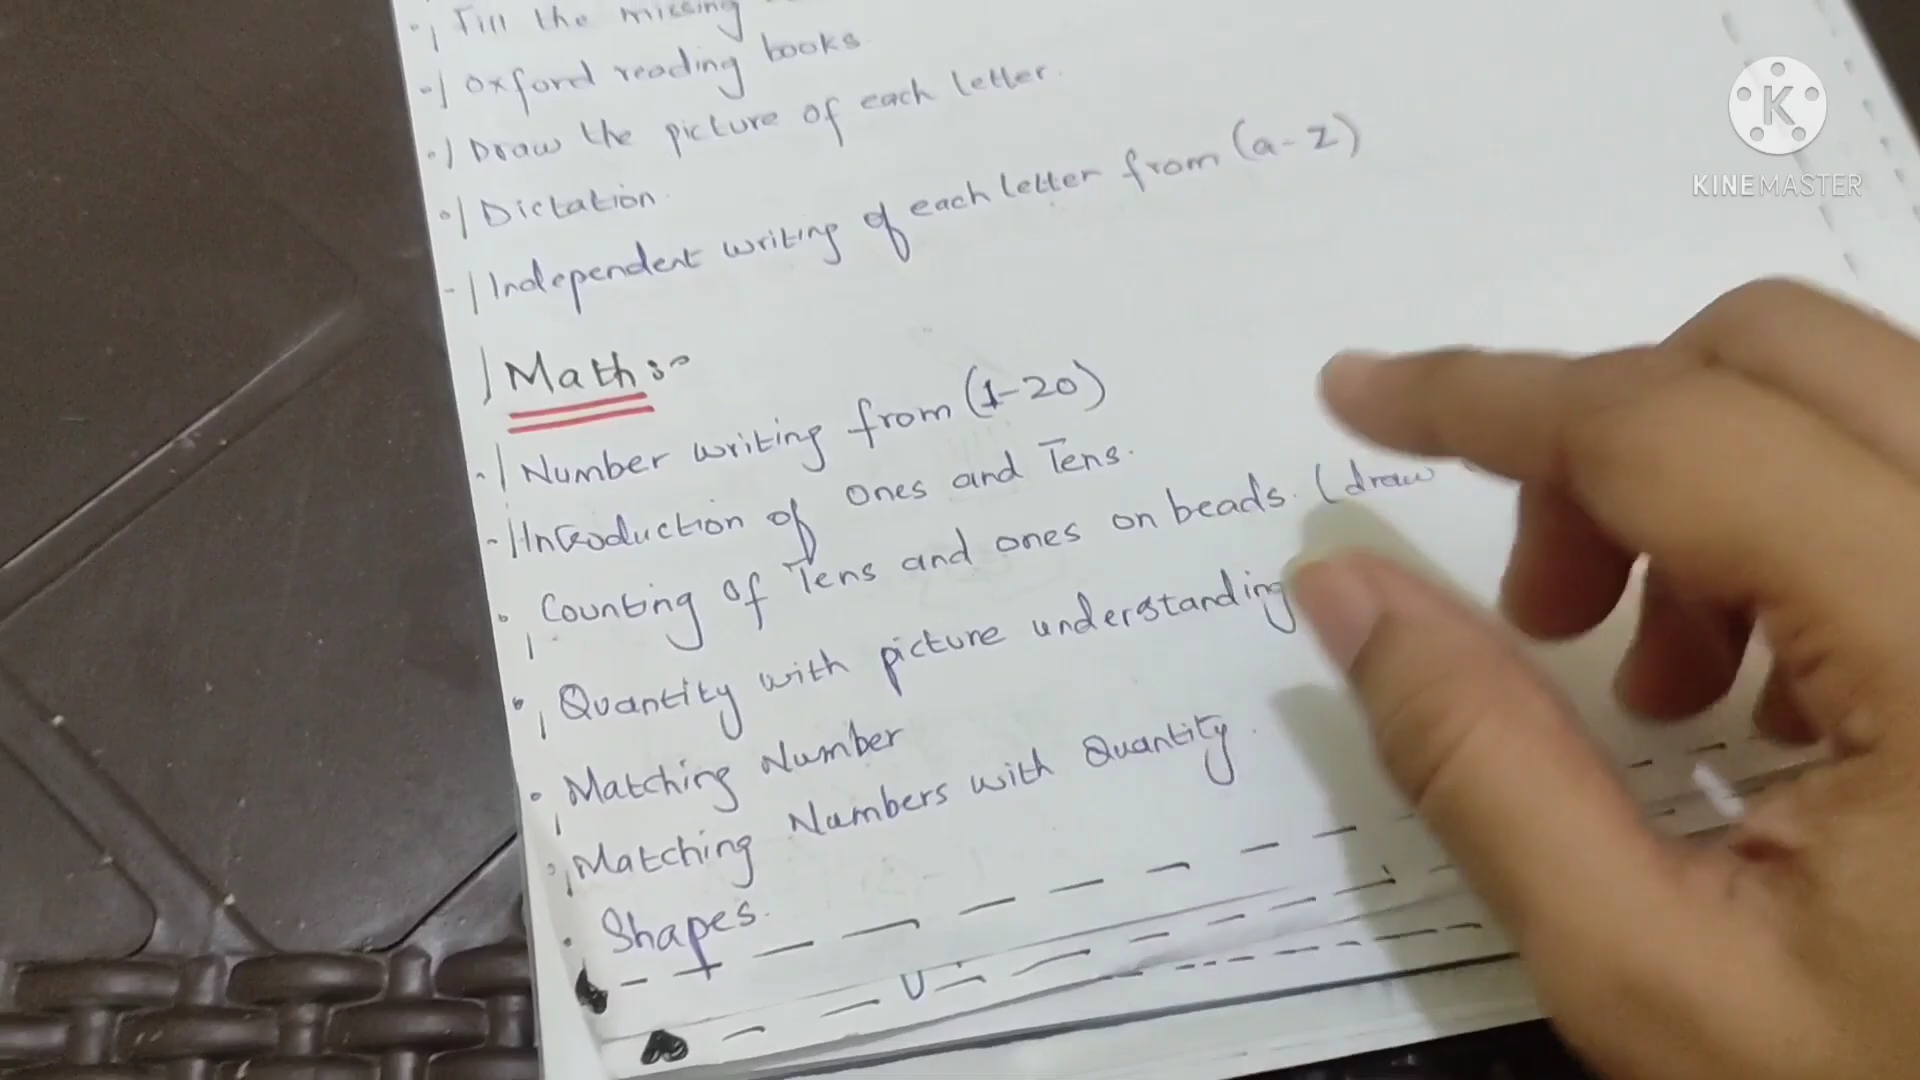 Fill the missing
Oxford reading books
Draw the picture of each letter.
Dictation.
Independent writing of each letter from (a-z)
Math:-
Number writing from (1-20)
Introduction of Ones and Tens.
Counting of Tens and ones on beads. (draw
Quantity with picture understanding
Matching Number
Matching Numbers with Quantity.
Shapes.
KINEMASTER